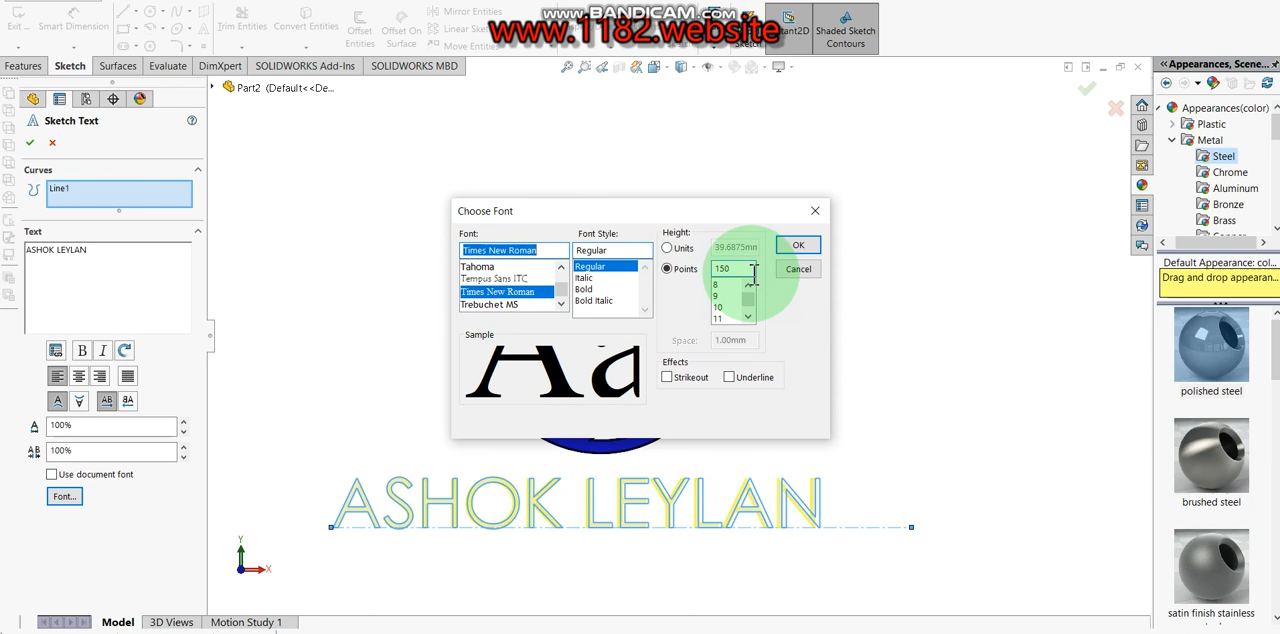 www.BANDICAM.com
www.1182.website
Exit ...
Smart Dimension
Trim Entities
Convert Entities
Offset
Entities
Offset On
Surface
Mirror Entities
Linear Sketch
Move Entities
Sketch
Instant2D
Shaded Sketch
Contours
Features
Sketch
Surfaces
Evaluate
DimXpert
SOLIDWORKS Add-Ins
SOLIDWORKS MBD
Part2 (Default<<De...
Sketch Text
Curves
Line1
Text
ASHOK LEYLAN
B I
100%
100%
Use document font
Font...
Choose Font
Font:
Times New Roman
Tahoma
Tempus Sans ITC
Times New Roman
Trebuchet MS
Font Style:
Regular
Regular
Italic
Bold
Bold Italic
Height:
Units
39.6875mm
Points
150
8
9
10
11
Space:
1.00mm
OK
Cancel
Sample
Aa
Effects
Strikeout
Underline
ASHOK LEYLAN
Y
X
Model
3D Views
Motion Study 1
Appearances, Scene...
Appearances(color)
Plastic
Metal
Steel
Chrome
Aluminum
Bronze
Brass
Default Appearance: col...
Drag and drop appearan...
polished steel
brushed steel
satin finish stainless